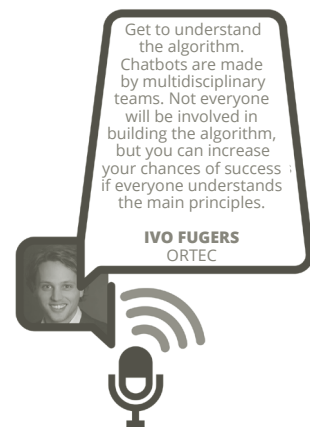 Get to understand
the algorithm.
Chatbots are made
by multidisciplinary
teams. Not everyone
will be involved in
building the algorithm,
but you can increase
your chances of success
if everyone understands
the main principles.
IVO FUGERS
ORTEC